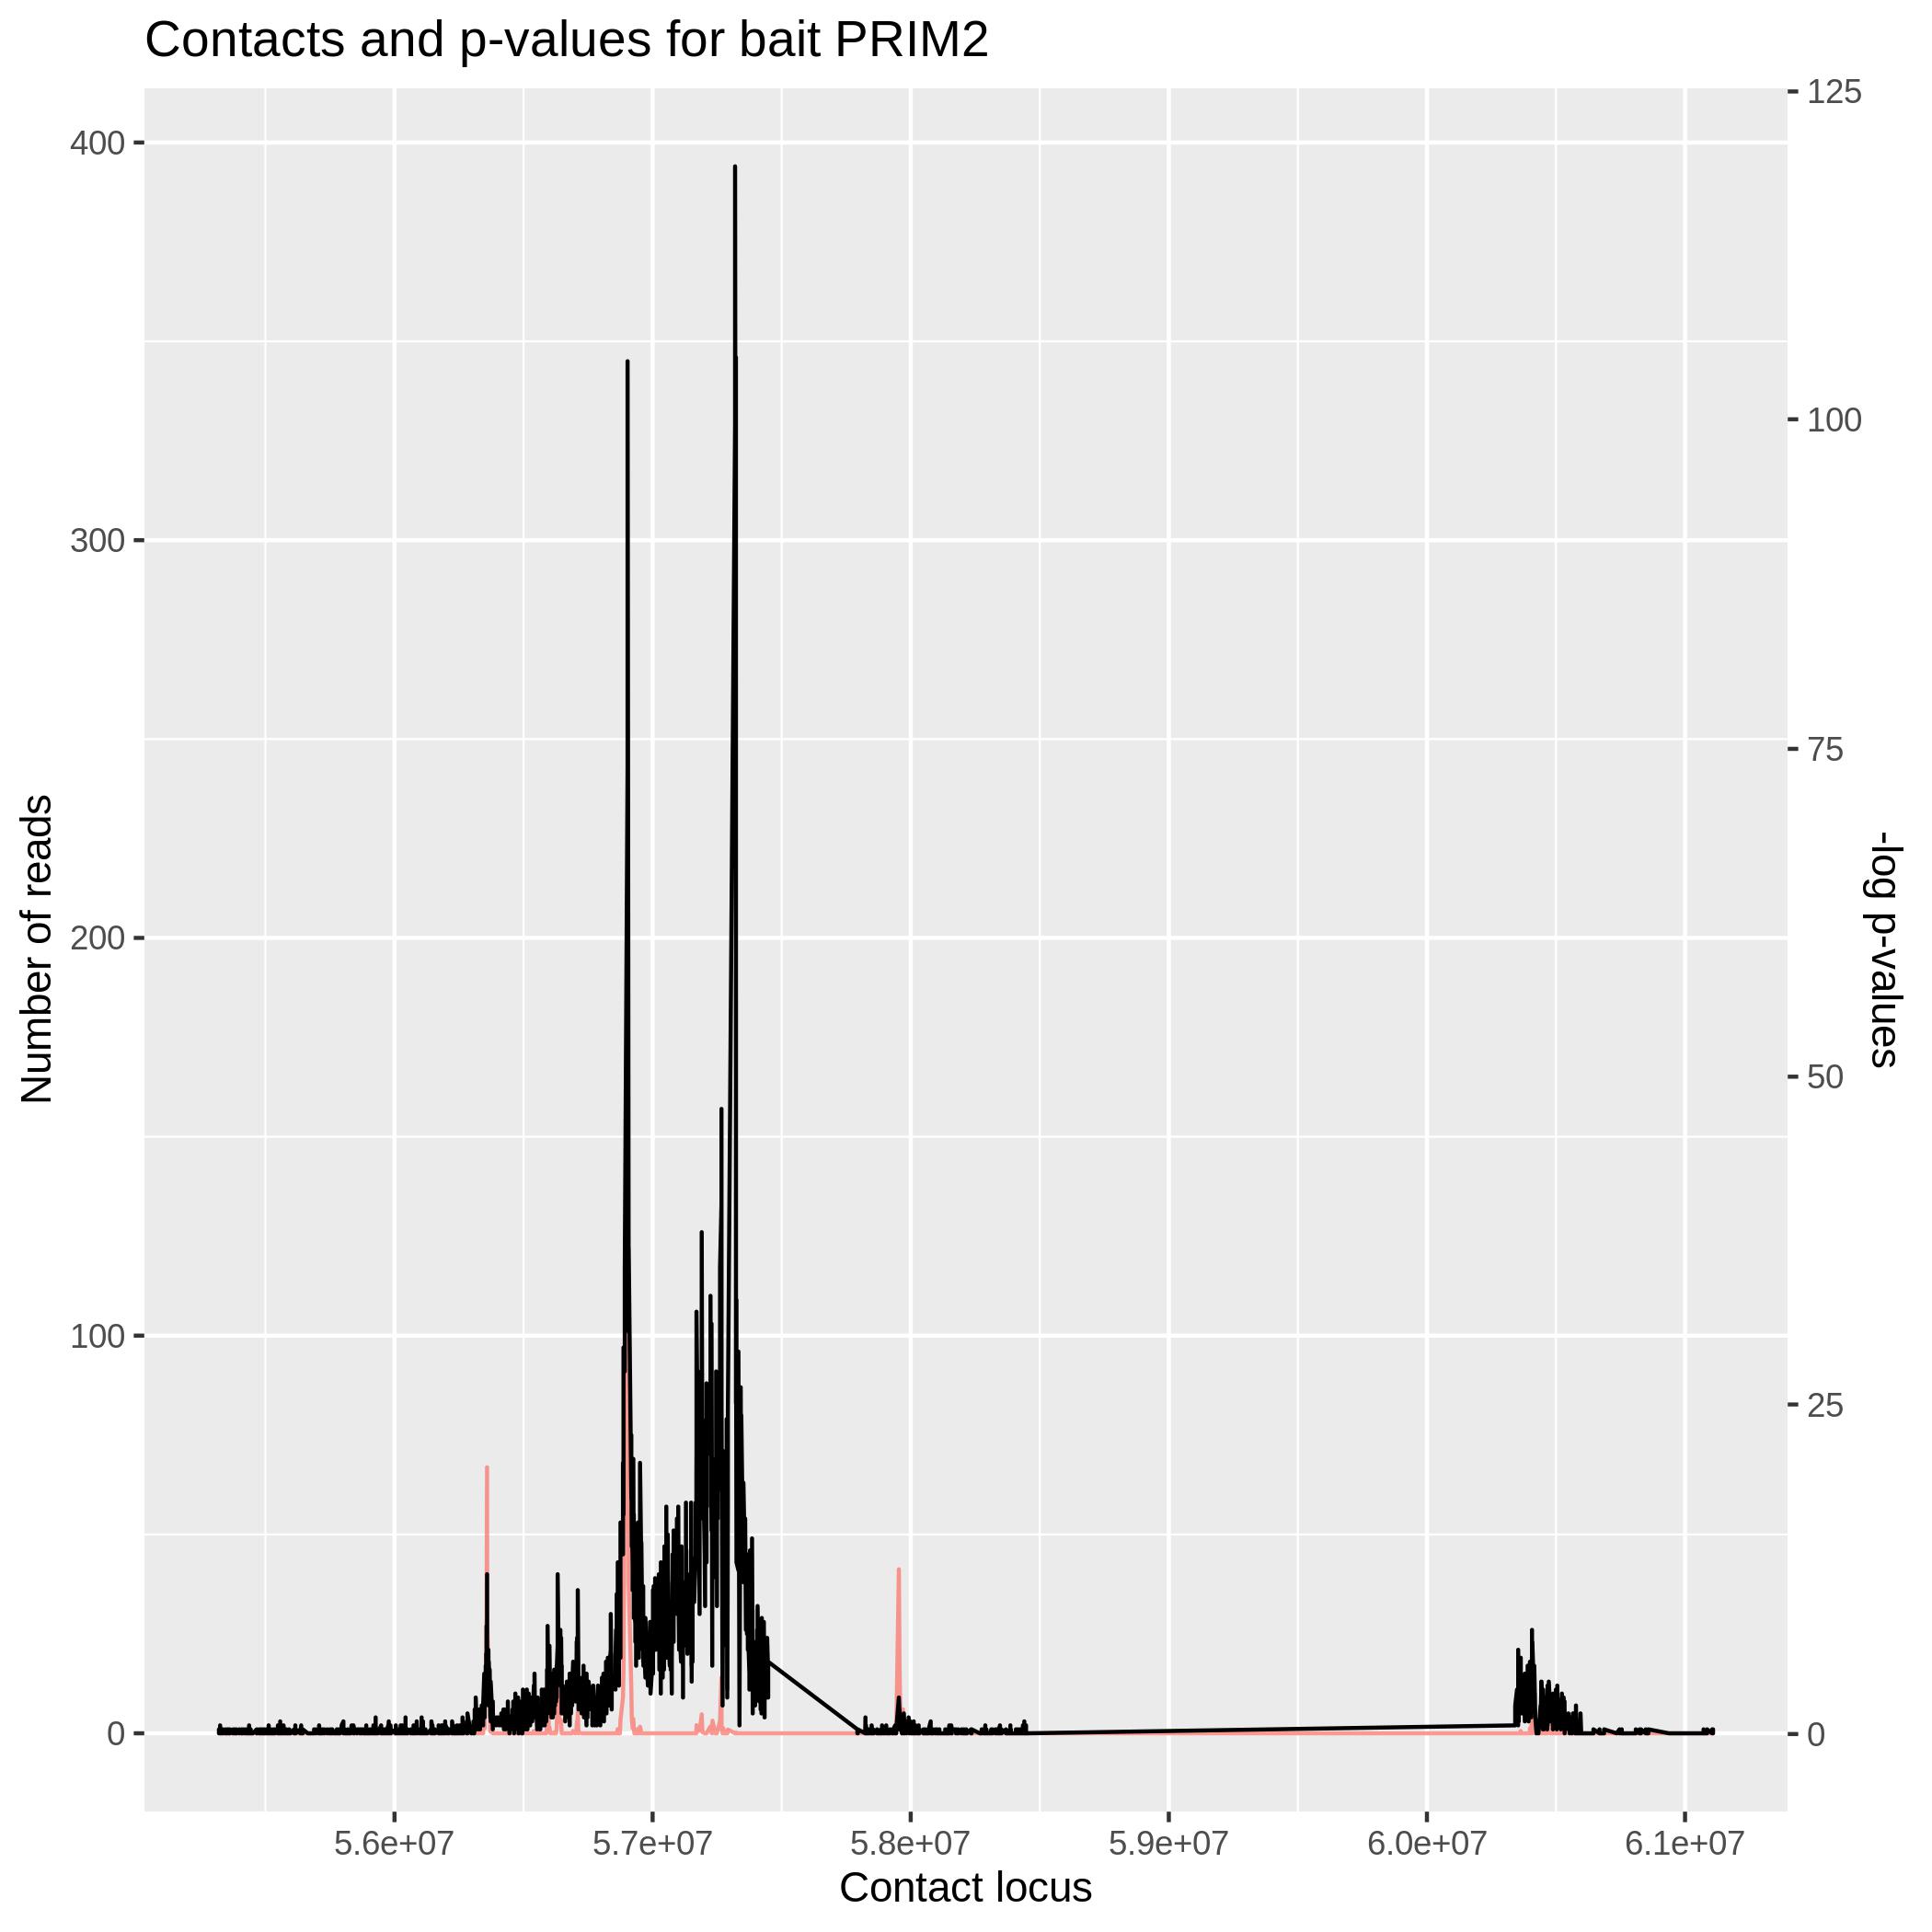 Contacts and p-values for bait PRIM2
125
400
100
300
75
200
50
100
25
0
0
Number of reads
-log p-values
5.6e+07 5.7e+07 5.8e+07 5.9e+07 6.0e+07 6.1e+07
Contact locus